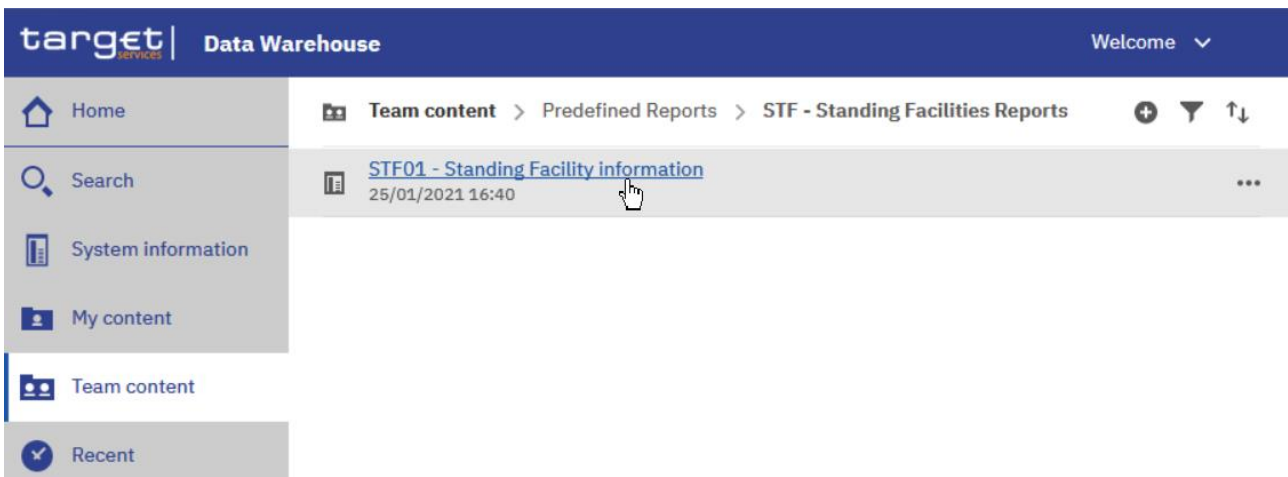 target services | Data Warehouse Welcome
Home
Team content > Predefined Reports > STF - Standing Facilities Reports
Search
STF01 - Standing Facility information
25/01/2021 16:40
System information
My content
Team content
Recent